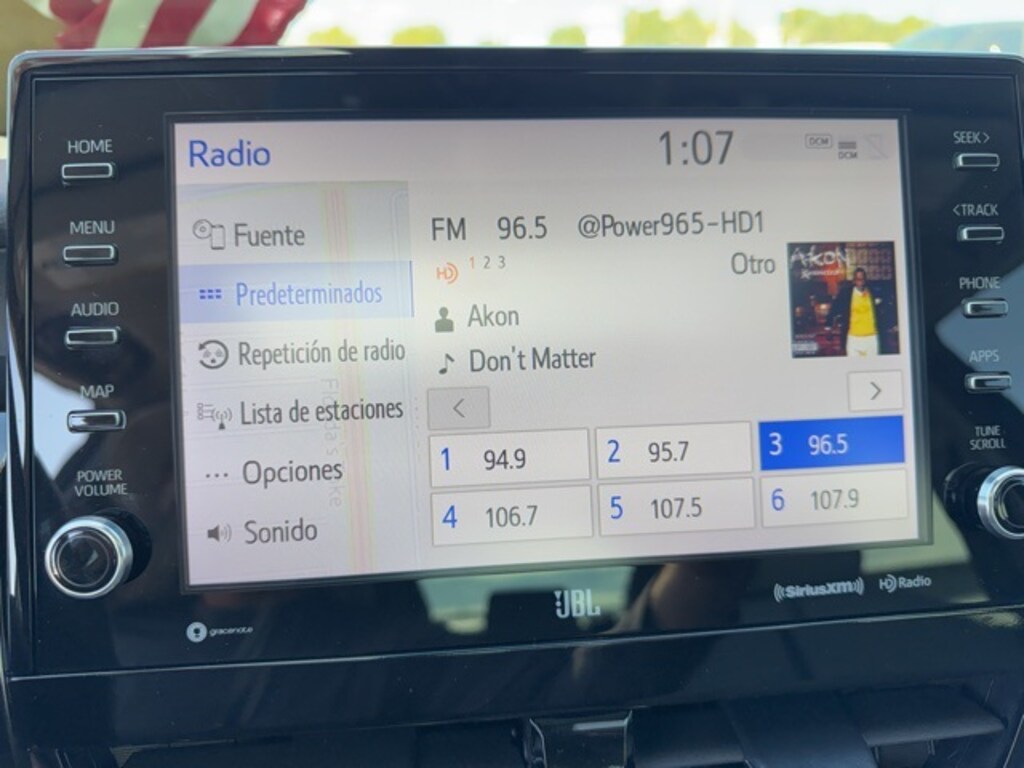 HOME
MENU
AUDIO
MAP
POWER
VOLUME
Radio
1:07
DCM
DCM
Fuente
Predeterminados
Repetición de radio
Lista de estaciones
Opciones
Sonido
FM 96.5 @Power965-HD1
HD 1 2 3
Otro
Akon
Don't Matter
AKON
<
>
1 94.9
2 95.7
3 96.5
4 106.7
5 107.5
6 107.9
SEEK >
< TRACK
PHONE
APPS
TUNE
SCROLL
gracenote
JBL
SiriusXM
HD Radio